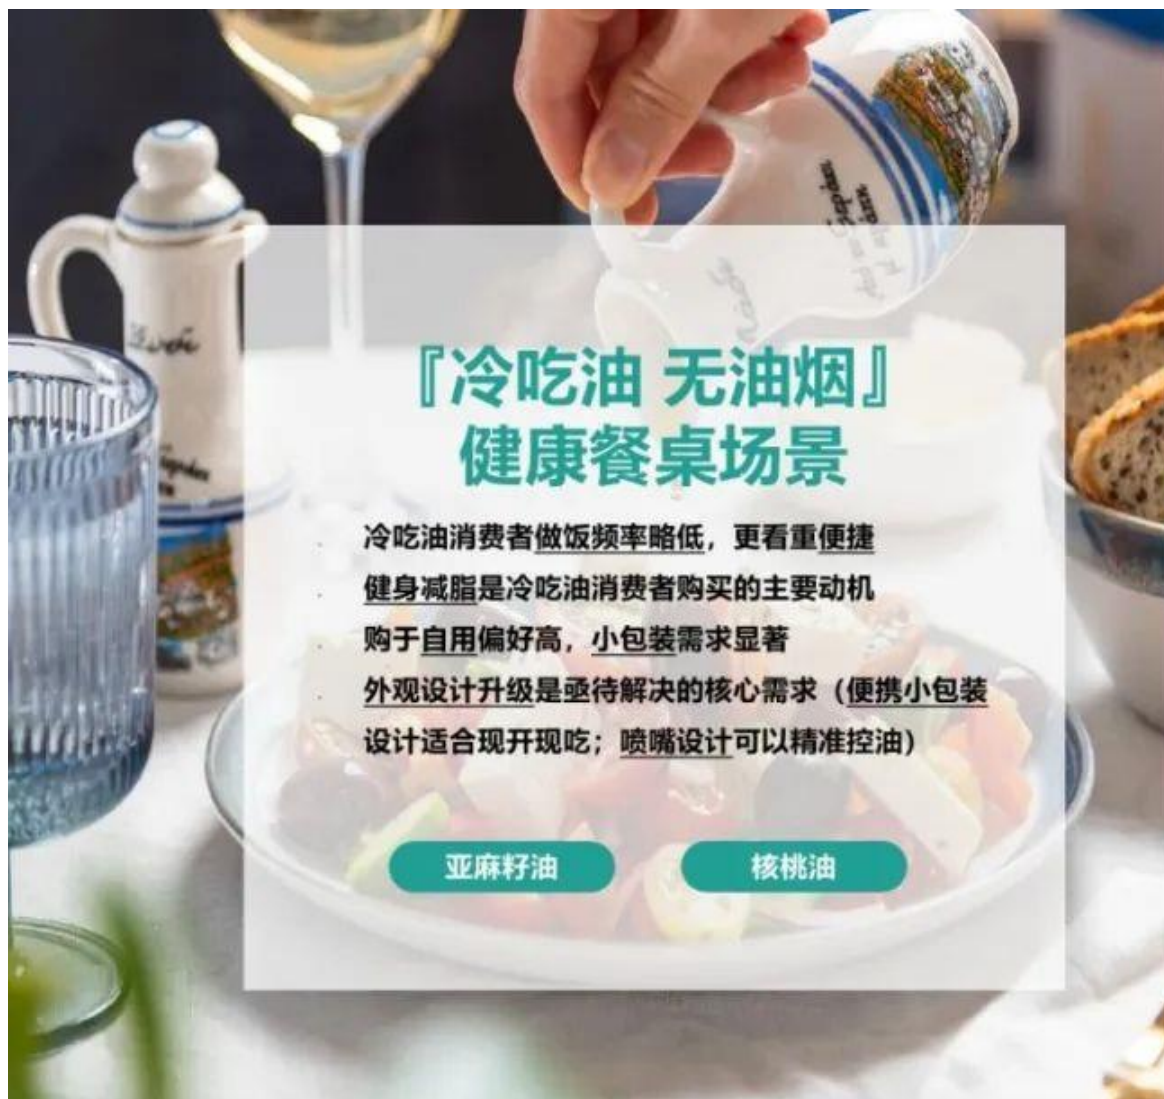 『冷吃油 无油烟』
健康餐桌场景
冷吃油消费者做饭频率略低，更看重便捷
健身减脂是冷吃油消费者购买的主要动机
购于自用偏好高，小包装需求显著
外观设计升级是亟待解决的核心需求（便携小包装
设计适合现开现吃；喷嘴设计可以精准控油）
亚麻籽油
核桃油